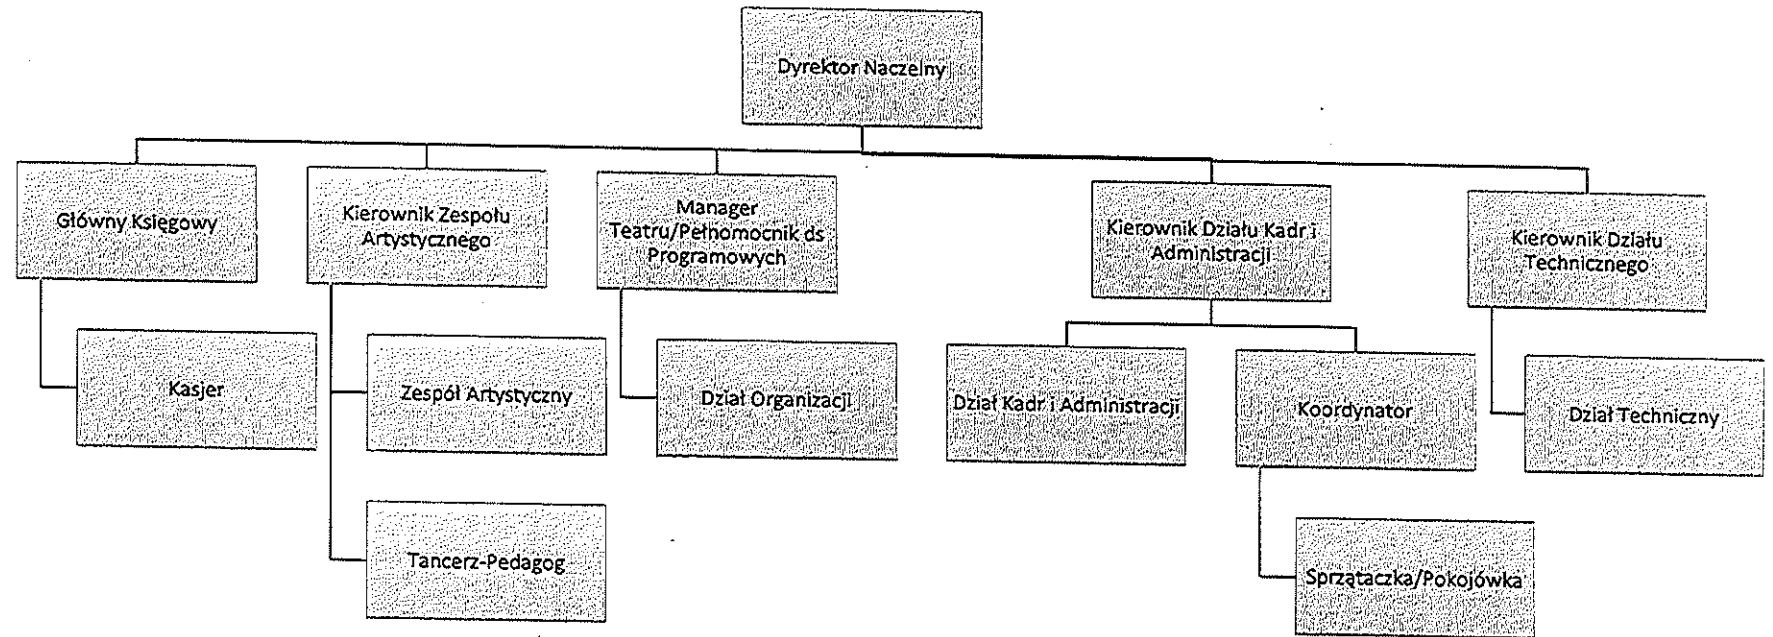 Dyrektor Naczelny
Główny Księgowy
Kierownik Zespołu
Artystycznego
Manager
Teatru/Pełnomocnik ds
Programowych
Kierownik Działu Kadr i
Administracji
Kierownik Działu
Technicznego
Kasjer
Zespół Artystyczny
Dział Organizacji
Dział Kadr i Administracji
Koordynator
Dział Techniczny
Tancerz-Pedagog
Sprzątaczka/Pokojówka